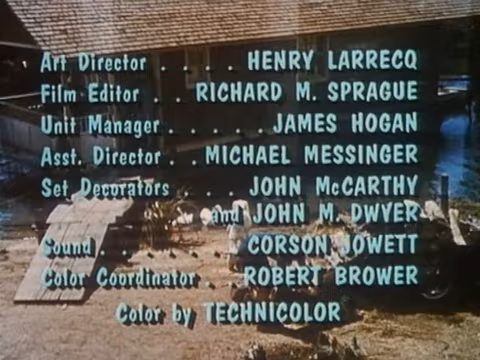 Art Director . . . . HENRY LARRECQ
Film Editor . . RICHARD M. SPRAGUE
Unit Manager . . . . . . JAMES HOGAN
Asst. Director . . MICHAEL MESSINGER
Set Decorators . . . JOHN McCARTHY
and JOHN M. DWYER
Sound . . . . . . CORSON JOWETT
Color Coordinator . . ROBERT BROWER
Color by TECHNICOLOR